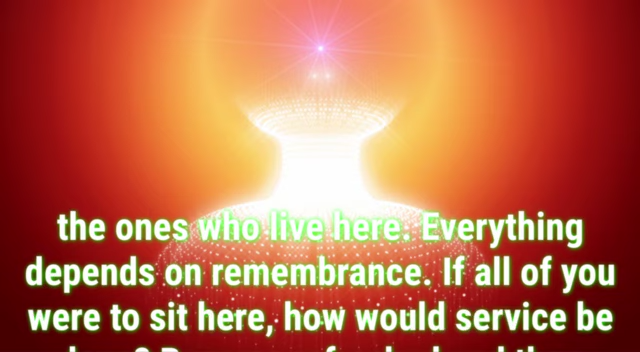 the ones who live here. Everything
depends on remembrance. If all of you
were to sit here, how would service be